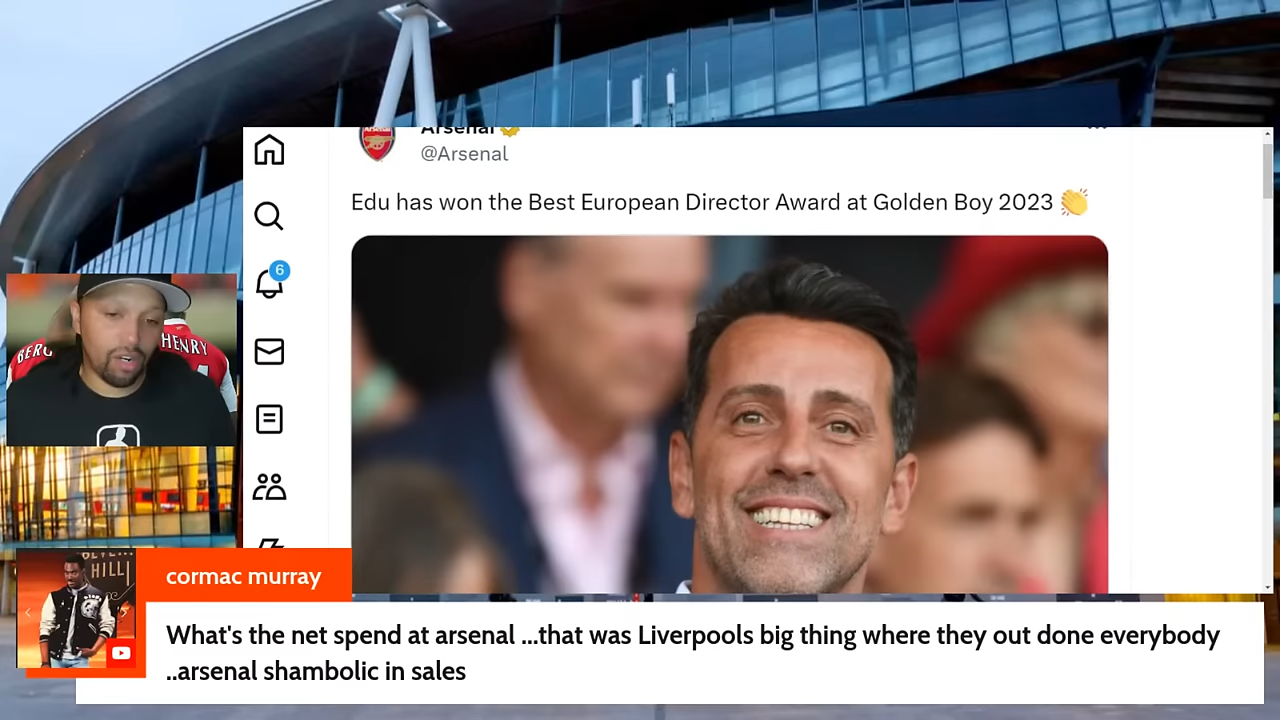 Arsenal
@Arsenal
Edu has won the Best European Director Award at Golden Boy 2023 👏
6
HENRY
BEVERLY
HILL
cormac murray
What's the net spend at arsenal ...that was Liverpools big thing where they out done everybody
..arsenal shambolic in sales